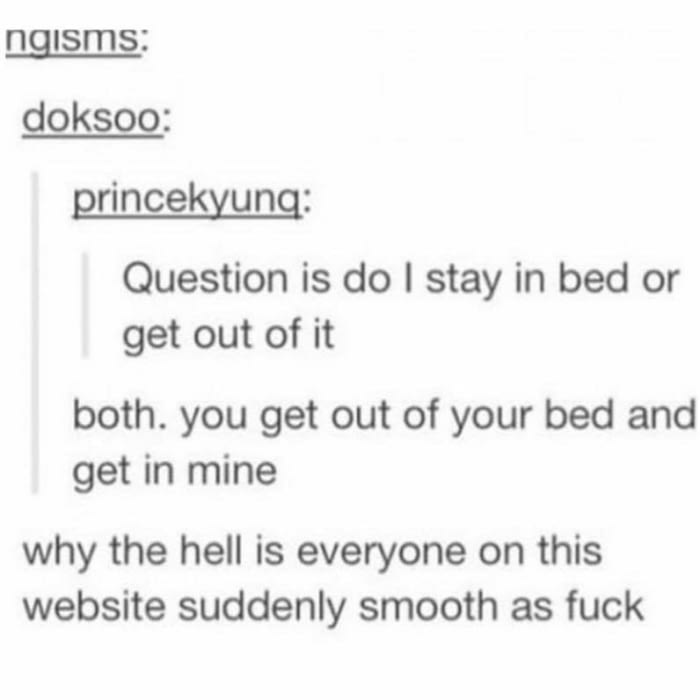 ngisms:
doksoo:
princekyung:
Question is do I stay in bed or
get out of it
both. you get out of your bed and
get in mine
why the hell is everyone on this
website suddenly smooth as fuck